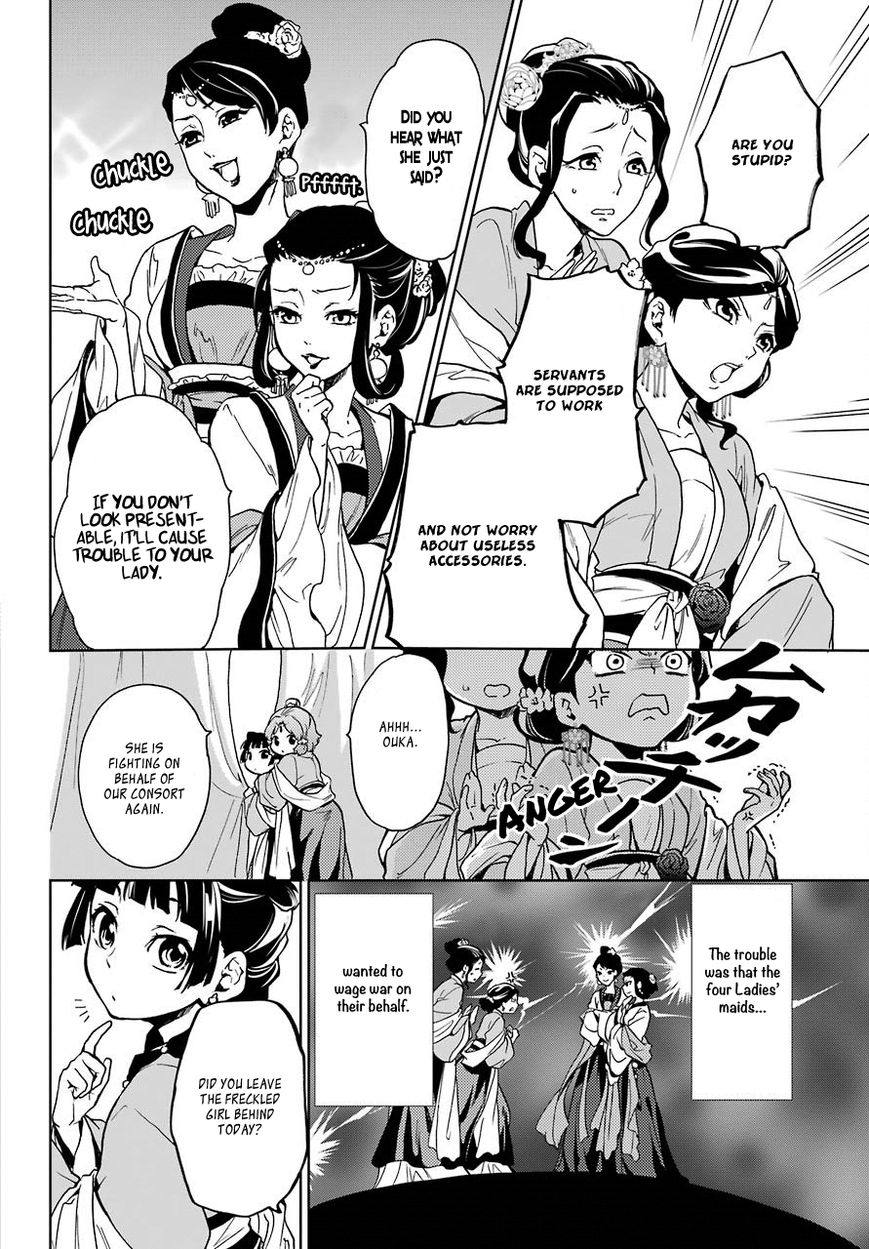 ARE YOU
STUPID?
SERVANTS
ARE SUPPOSED
TO WORK
AND NOT WORRY
ABOUT USELESS
ACCESSORIES.
DID YOU
HEAR WHAT
SHE JUST
SAID?
PFFFFFT.
CHUCKLE
CHUCKLE
IF YOU DON'T
LOOK PRESENT-
ABLE, IT'LL CAUSE
TROUBLE TO YOUR
LADY.
ムカッチーン
ANGER
AHHH...
OUKA.
SHE IS
FIGHTING ON
BEHALF OF
OUR CONSORT
AGAIN.
The trouble
was that the
four Ladies'
maids...
wanted to
wage war on
their behalf.
DID YOU LEAVE
THE FRECKLED
GIRL BEHIND
TODAY?